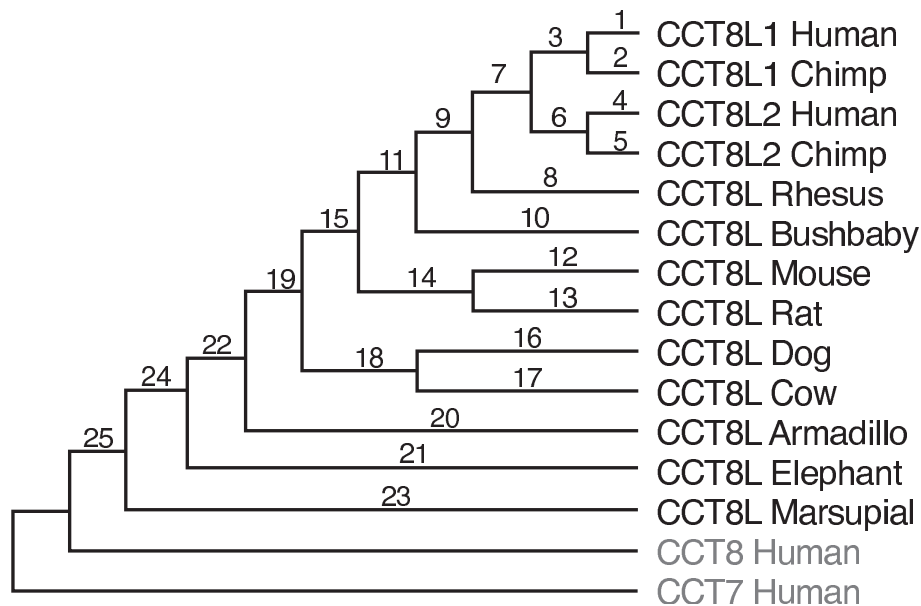 1
3 CCT8L1 Human
2
7 CCT8L1 Chimp
4
9 6 CCT8L2 Human
5
11 CCT8L2 Chimp
8
CCT8L Rhesus
15 10
CCT8L Bushbaby
12
19 14 CCT8L Mouse
13
CCT8L Rat
22 16
18 CCT8L Dog
24 17
CCT8L Cow
20
25 CCT8L Armadillo
21
CCT8L Elephant
23
CCT8L Marsupial
CCT8 Human
CCT7 Human